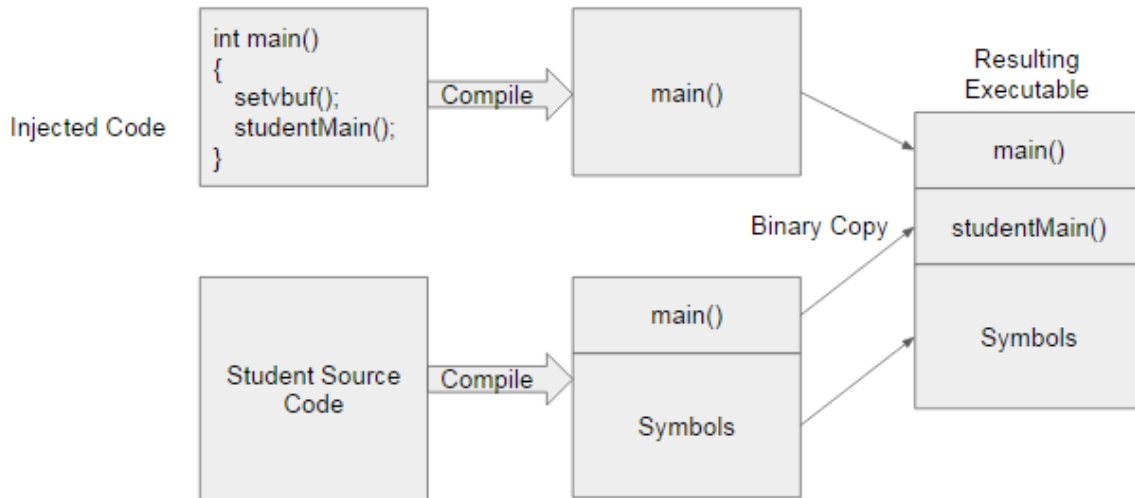 Injected Code
int main()
{
setvbuf();
studentMain();
}
Compile
main()
Resulting
Executable
main()
studentMain()
Symbols
Binary Copy
Student Source
Code
Compile
main()
Symbols